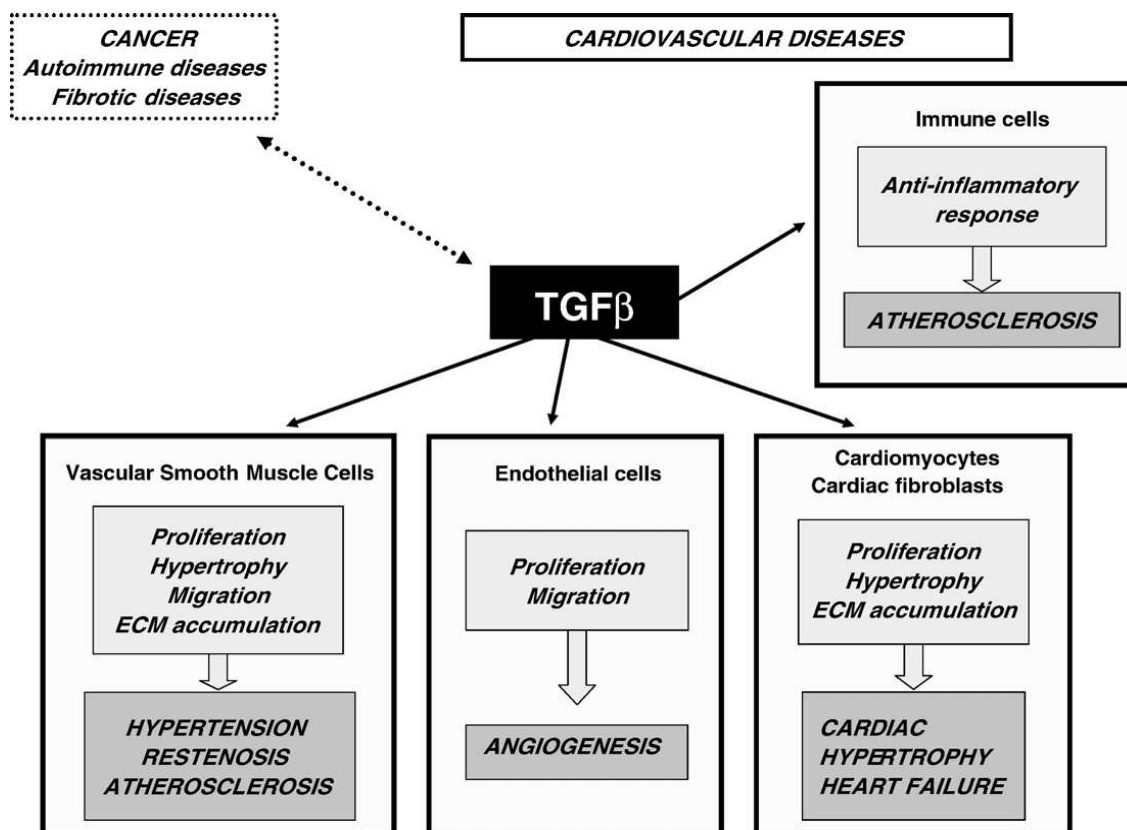 CANCER
Autoimmune diseases
Fibrotic diseases
CARDIOVASCULAR DISEASES
Immune cells
Anti-inflammatory
response
ATHEROSCLEROSIS
TGFβ
Vascular Smooth Muscle Cells
Proliferation
Hypertrophy
Migration
ECM accumulation
HYPERTENSION
RESTENOSIS
ATHEROSCLEROSIS
Endothelial cells
Proliferation
Migration
ANGIOGENESIS
Cardiomyocytes
Cardiac fibroblasts
Proliferation
Hypertrophy
ECM accumulation
CARDIAC
HYPERTROPHY
HEART FAILURE